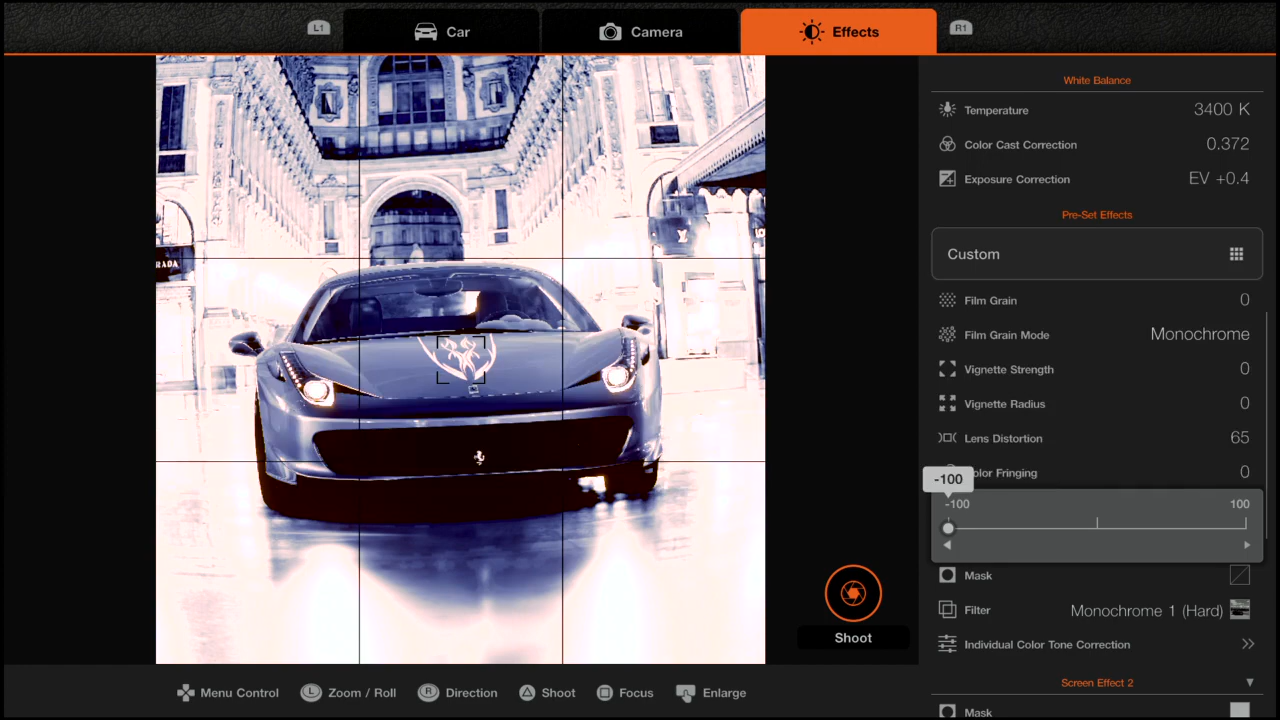 L1
Car
Camera
Effects
R1
White Balance
Temperature 3400 K
Color Cast Correction 0.372
Exposure Correction EV +0.4
Pre-Set Effects
Custom
Film Grain 0
Film Grain Mode Monochrome
Vignette Strength 0
Vignette Radius 0
Lens Distortion 65
olor Fringing 0
-100
-100 100
Mask
Filter Monochrome 1 (Hard)
Individual Color Tone Correction
Screen Effect 2
Mask
RADA
Shoot
Menu Control
L Zoom / Roll
R Direction
Shoot
Focus
Enlarge